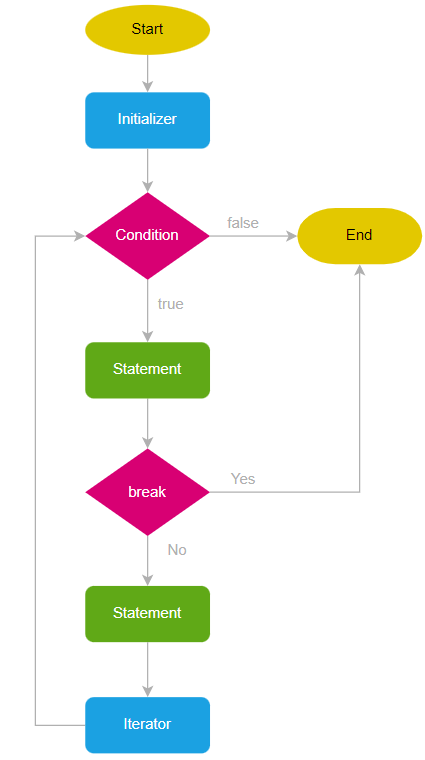 Start
Initializer
Condition
false
End
true
Statement
break
Yes
No
Statement
Iterator